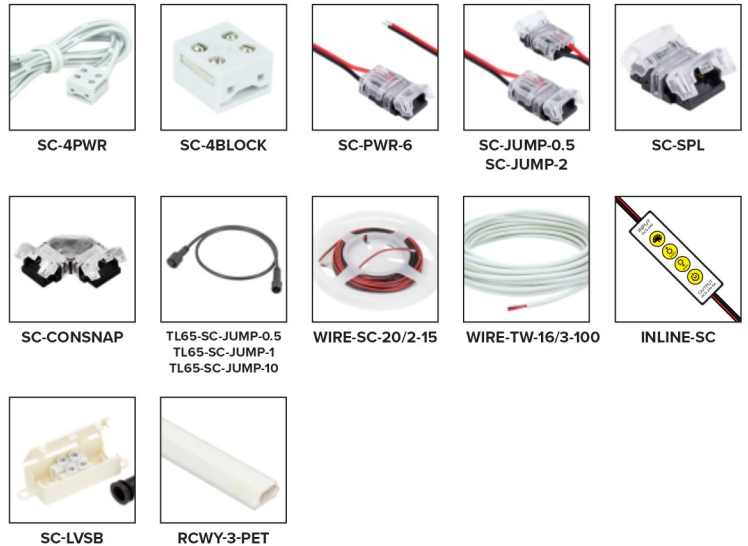 SC-4PWR
SC-4BLOCK
SC-PWR-6
SC-JUMP-0.5
SC-JUMP-2
SC-SPL
SC-CONSNAP
TL65-SC-JUMP-0.5
TL65-SC-JUMP-1
TL65-SC-JUMP-10
WIRE-SC-20/2-15
WIRE-TW-16/3-100
INPUT
OUTPUT
INLINE-SC
SC-LVSB
RCWY-3-PET